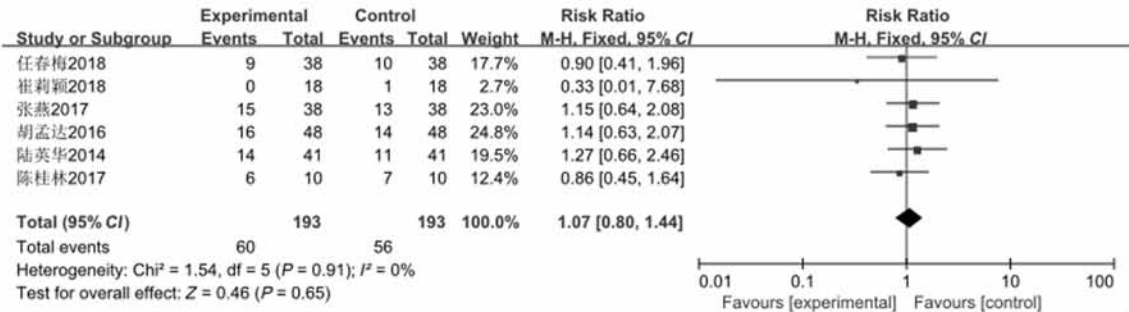 Experimental Control Risk Ratio Risk Ratio
Study or Subgroup Events Total Events Total Weight M-H, Fixed, 95% CI M-H, Fixed, 95% CI
任春梅2018 9 38 10 38 17.7% 0.90 [0.41, 1.96]
崔莉颖2018 0 18 1 18 2.7% 0.33 [0.01, 7.68]
张燕2017 15 38 13 38 23.0% 1.15 [0.64, 2.08]
胡孟达2016 16 48 14 48 24.8% 1.14 [0.63, 2.07]
陆英华2014 14 41 11 41 19.5% 1.27 [0.66, 2.46]
陈桂林2017 6 10 7 10 12.4% 0.86 [0.45, 1.64]
Total (95% CI) 193 193 100.0% 1.07 [0.80, 1.44]
Total events 60 56
Heterogeneity: Chi² = 1.54, df = 5 (P = 0.91); I² = 0%
Test for overall effect: Z = 0.46 (P = 0.65)
0.01 0.1 1 10 100
Favours [experimental] Favours [control]